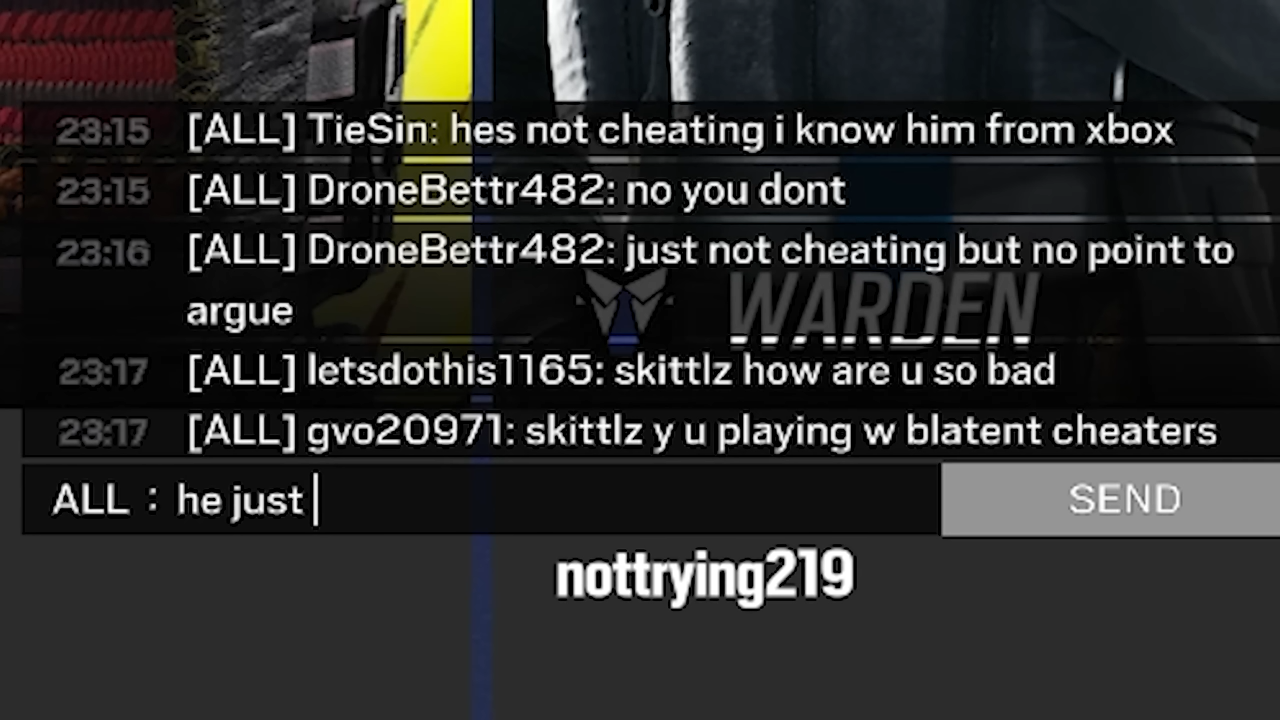 23:15 [ALL] TieSin: hes not cheating i know him from xbox
23:15 [ALL] DroneBettr482: no you dont
23:16 [ALL] DroneBettr482: just not cheating but no point to
argue
WARDEN
23:17 [ALL] letsdothis1165: skittlz how are u so bad
23:17 [ALL] gvo20971: skittlz y u playing w blatent cheaters
ALL : he just
SEND
nottrying219